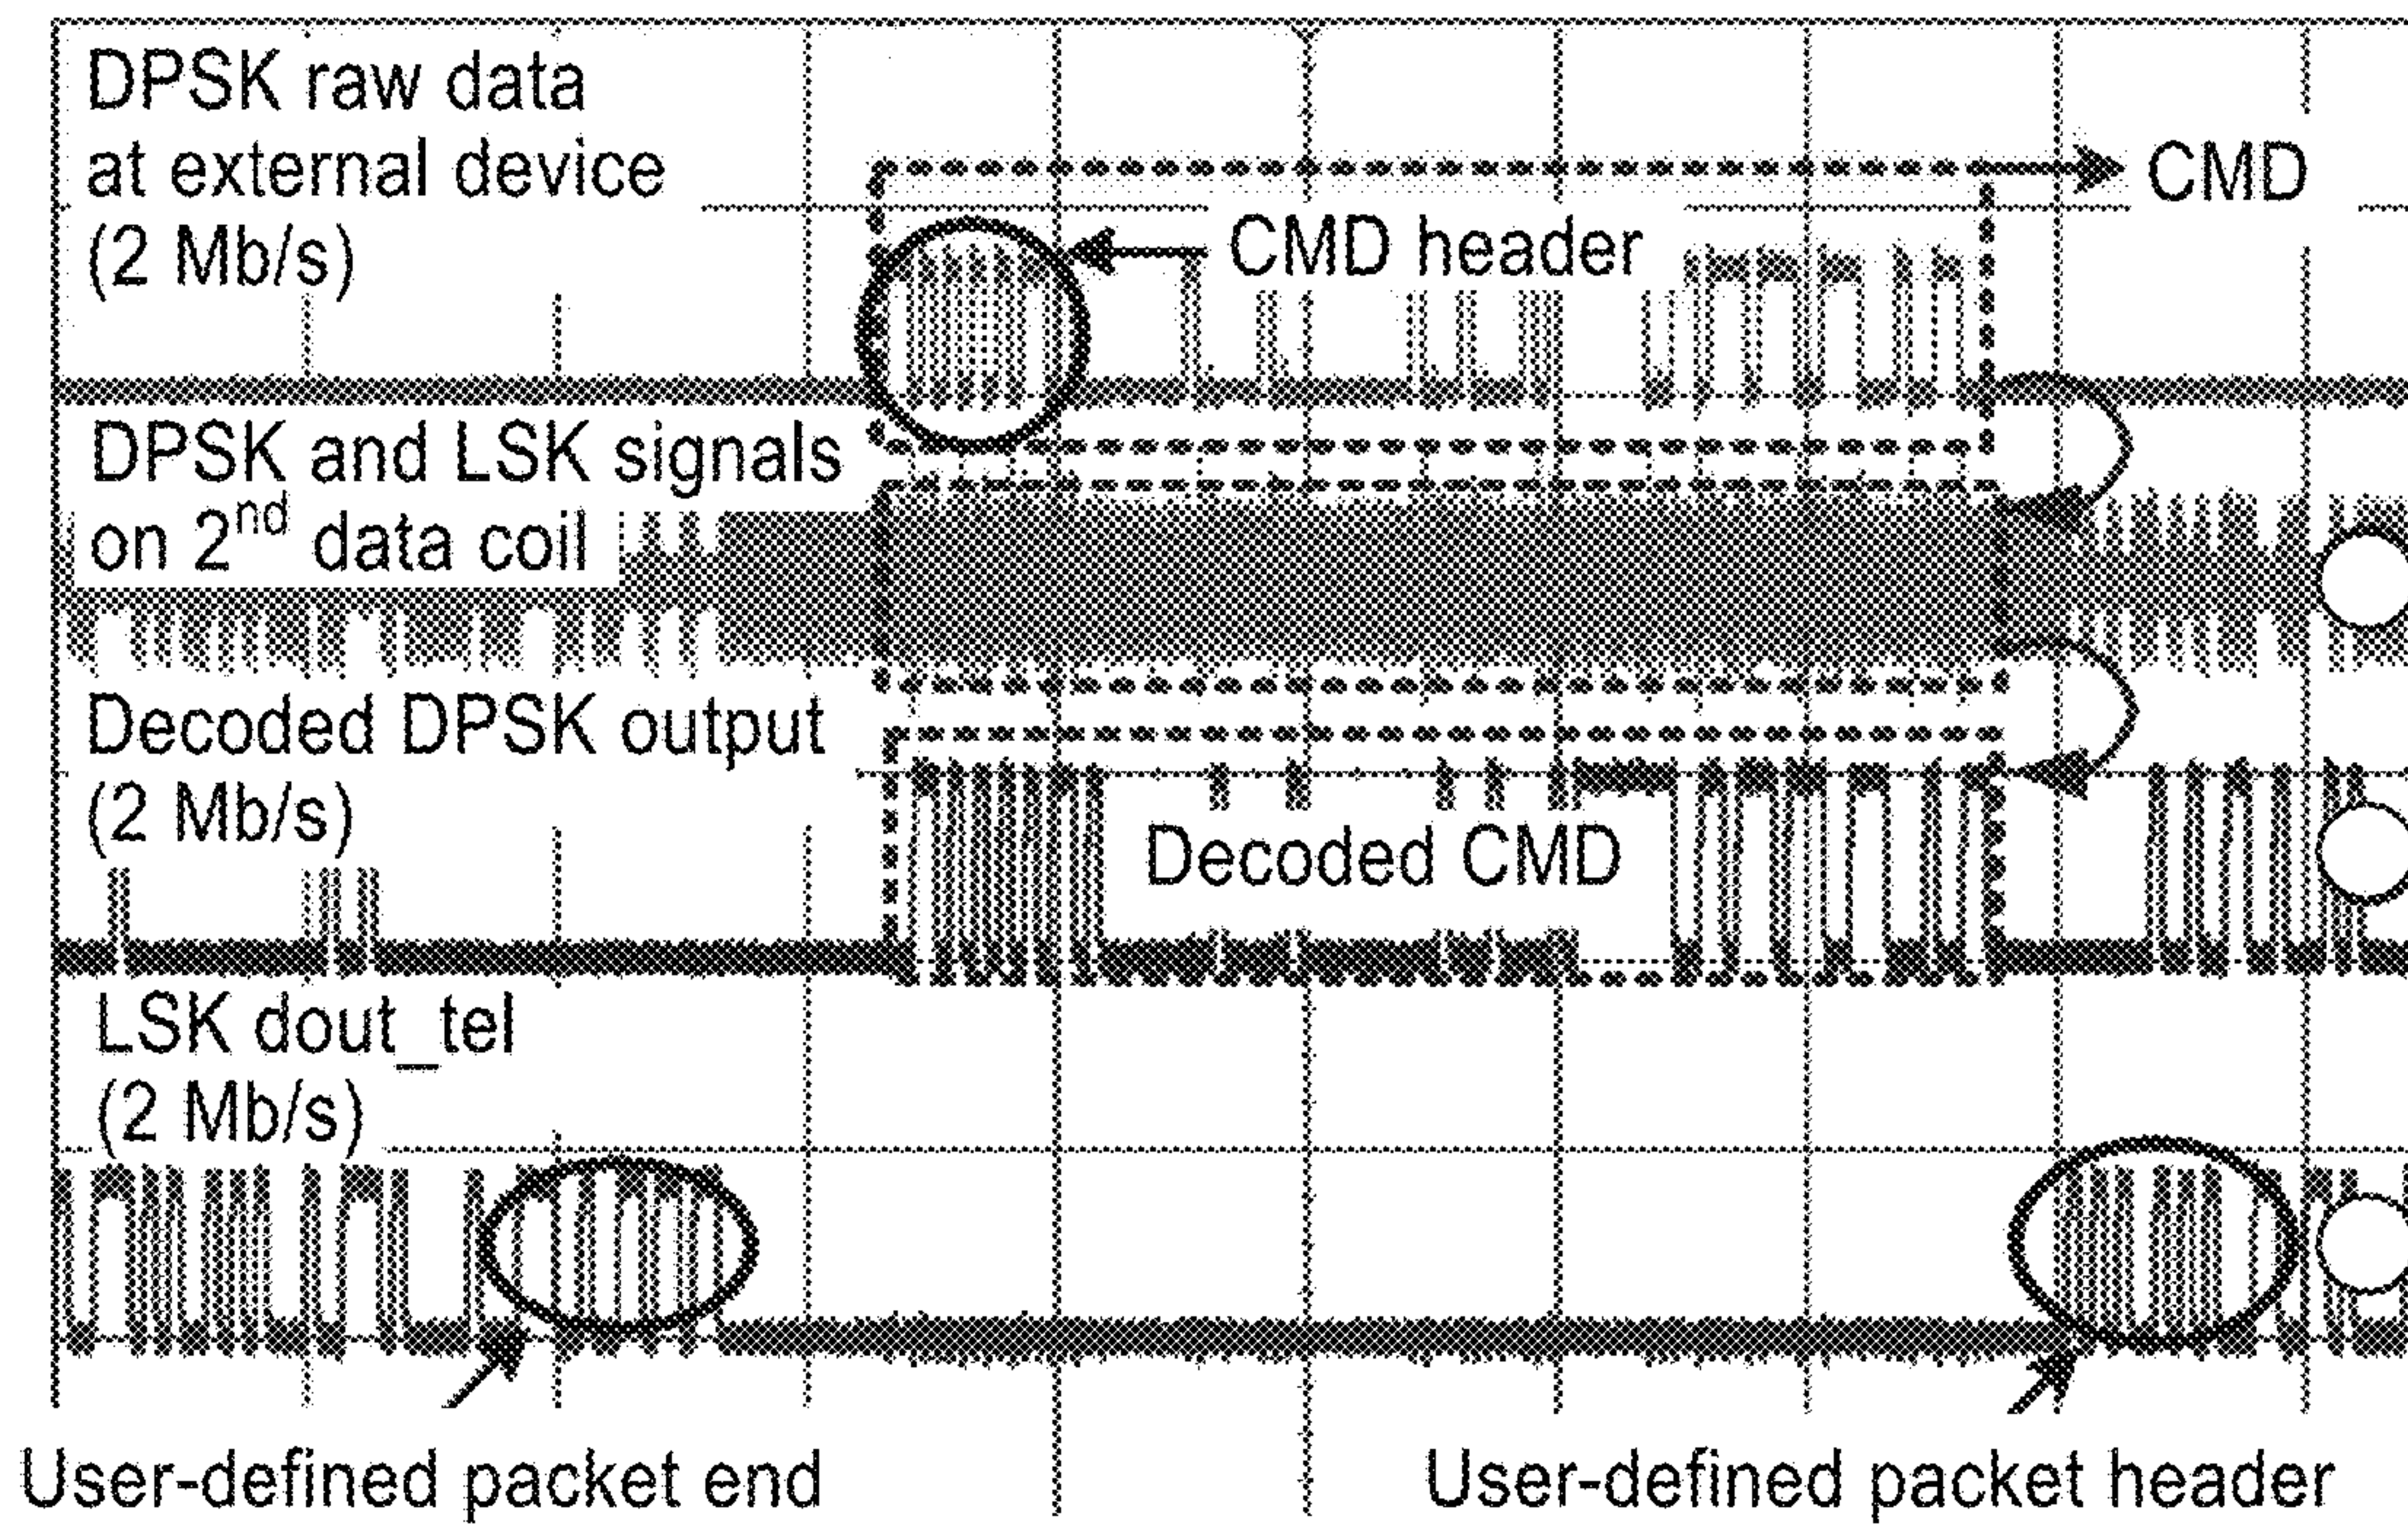 DPSK raw data
at external device
(2 Mb/s)
CMD
CMD header
DPSK and LSK signals
on 2nd data coil
Decoded DPSK output
(2 Mb/s)
Decoded CMD
LSK dout_tel
(2 Mb/s)
User-defined packet end
User-defined packet header